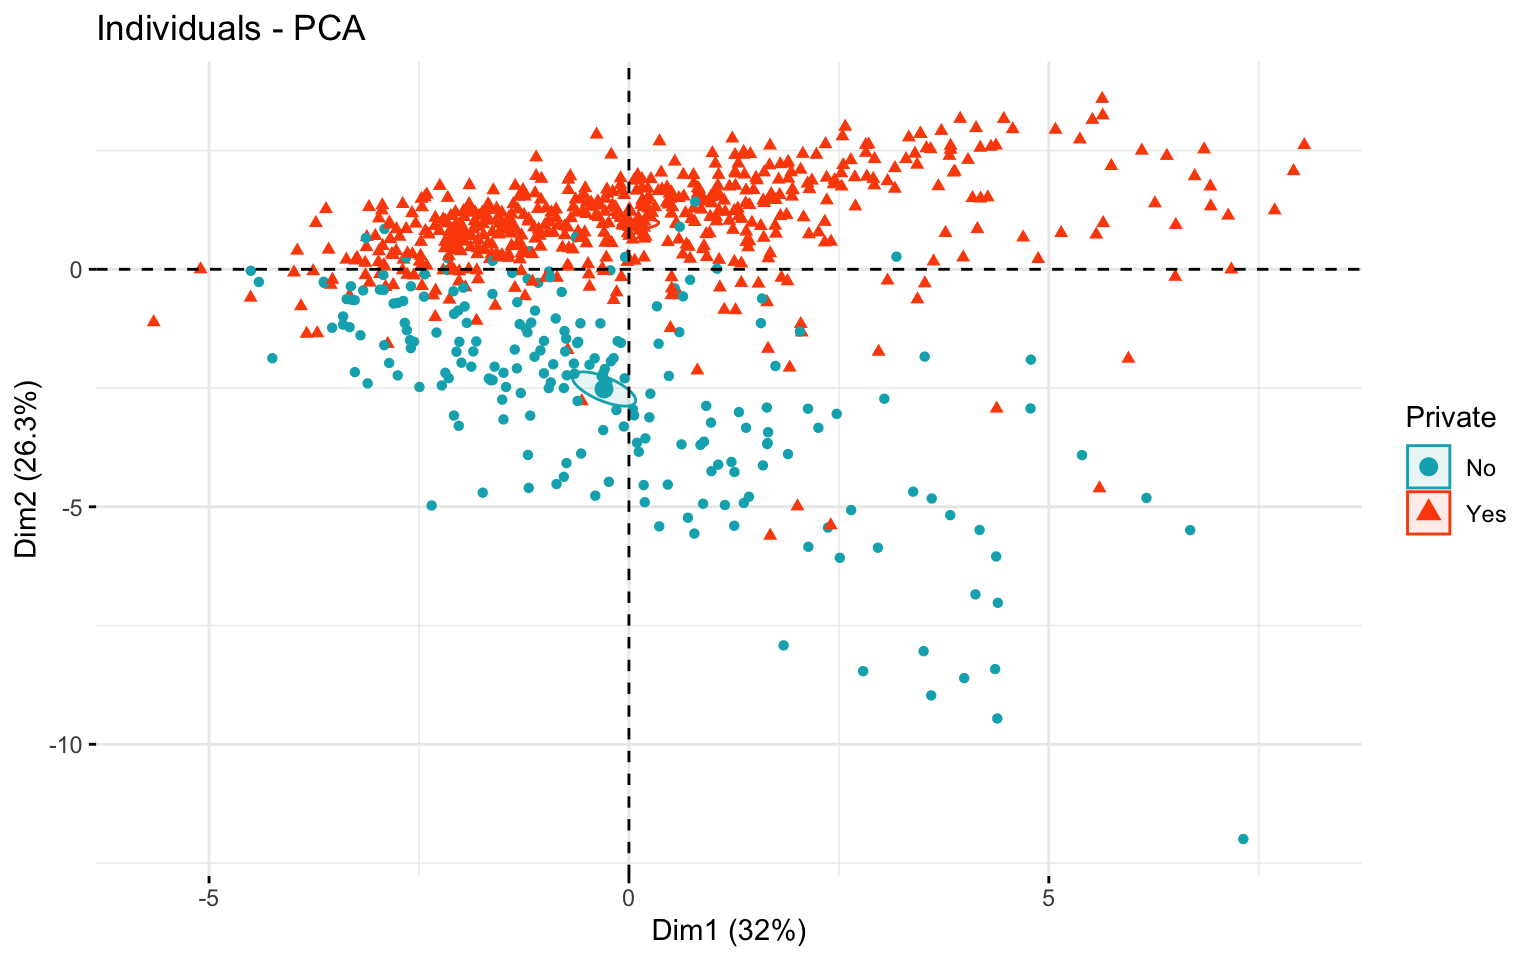 Individuals - PCA
Dim2 (26.3%)
0
-5
-10
-5
0
5
Dim1 (32%)
Private
No
Yes